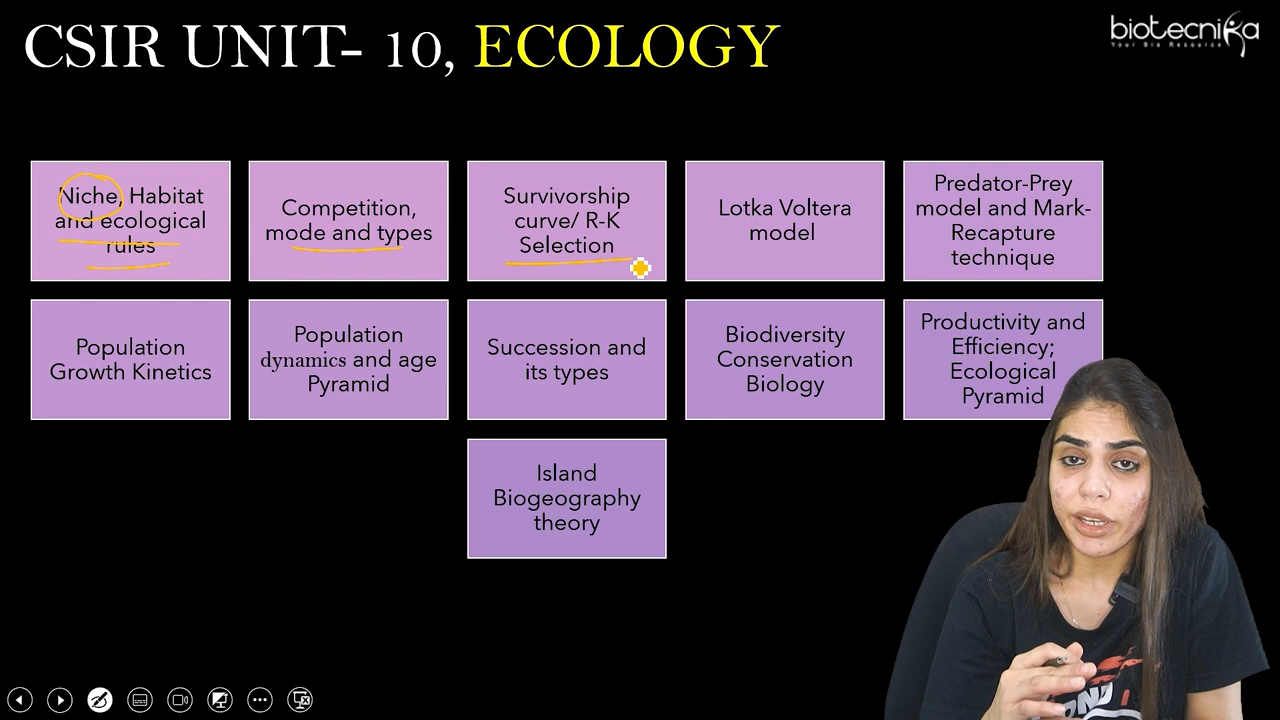 CSIR UNIT- 10, ECOLOGY
biotecnika
Your Bio Resource
Niche, Habitat
and ecological
rules
Competition,
mode and types
Survivorship
curve/ R-K
Selection
Lotka Voltera
model
Predator-Prey
model and Mark-
Recapture
technique
Population
Growth Kinetics
Population
dynamics and age
Pyramid
Succession and
its types
Biodiversity
Conservation
Biology
Productivity and
Efficiency;
Ecological
Pyramid
Island
Biogeography
theory